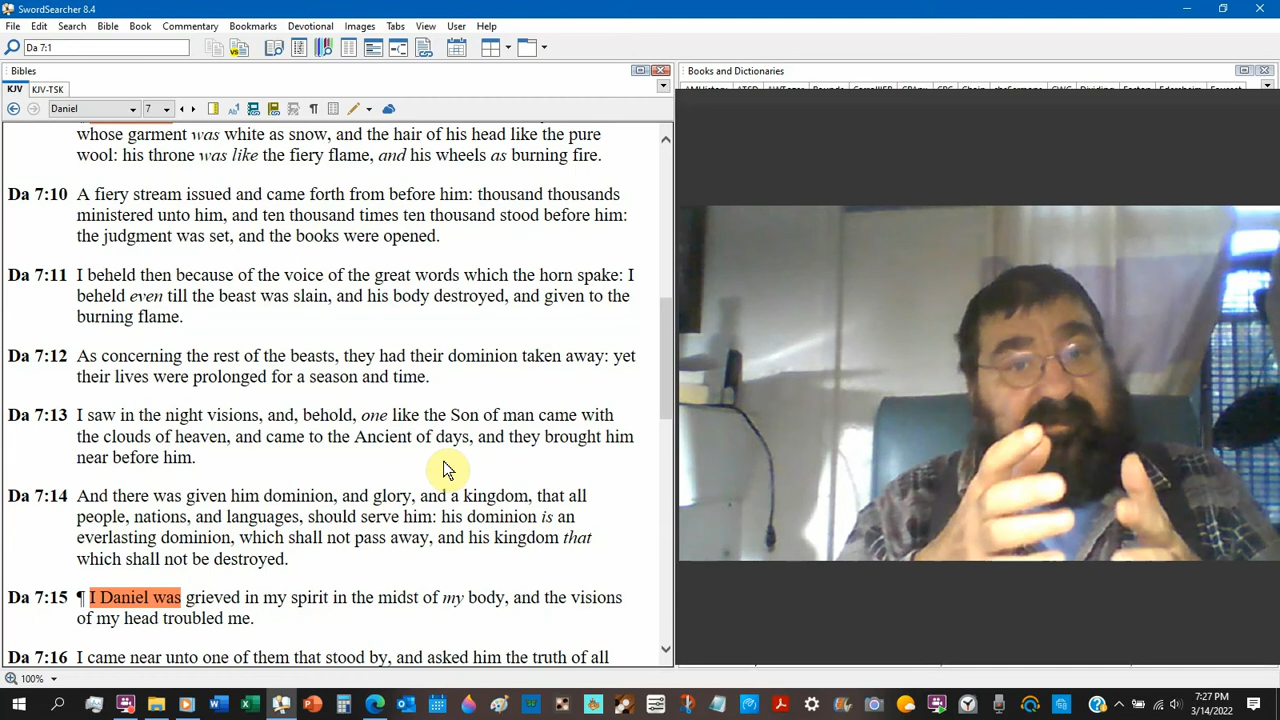 SwordSearcher 8.4
File Edit Search Bible Book Commentary Bookmarks Devotional Images Tabs View User Help
Da 7:1
Bibles
Books and Dictionaries
KJV KJV-TSK
Daniel 7
whose garment was white as snow, and the hair of his head like the pure
wool: his throne was like the fiery flame, and his wheels as burning fire.
Da 7:10 A fiery stream issued and came forth from before him: thousand thousands
ministered unto him, and ten thousand times ten thousand stood before him:
the judgment was set, and the books were opened.
Da 7:11 I beheld then because of the voice of the great words which the horn spake: I
beheld even till the beast was slain, and his body destroyed, and given to the
burning flame.
Da 7:12 As concerning the rest of the beasts, they had their dominion taken away: yet
their lives were prolonged for a season and time.
Da 7:13 I saw in the night visions, and, behold, one like the Son of man came with
the clouds of heaven, and came to the Ancient of days, and they brought him
near before him.
Da 7:14 And there was given him dominion, and glory, and a kingdom, that all
people, nations, and languages, should serve him: his dominion is an
everlasting dominion, which shall not pass away, and his kingdom that
which shall not be destroyed.
Da 7:15 ¶ I Daniel was grieved in my spirit in the midst of my body, and the visions
of my head troubled me.
Da 7:16 I came near unto one of them that stood by, and asked him the truth of all
100%
7:27 PM
3/14/2022